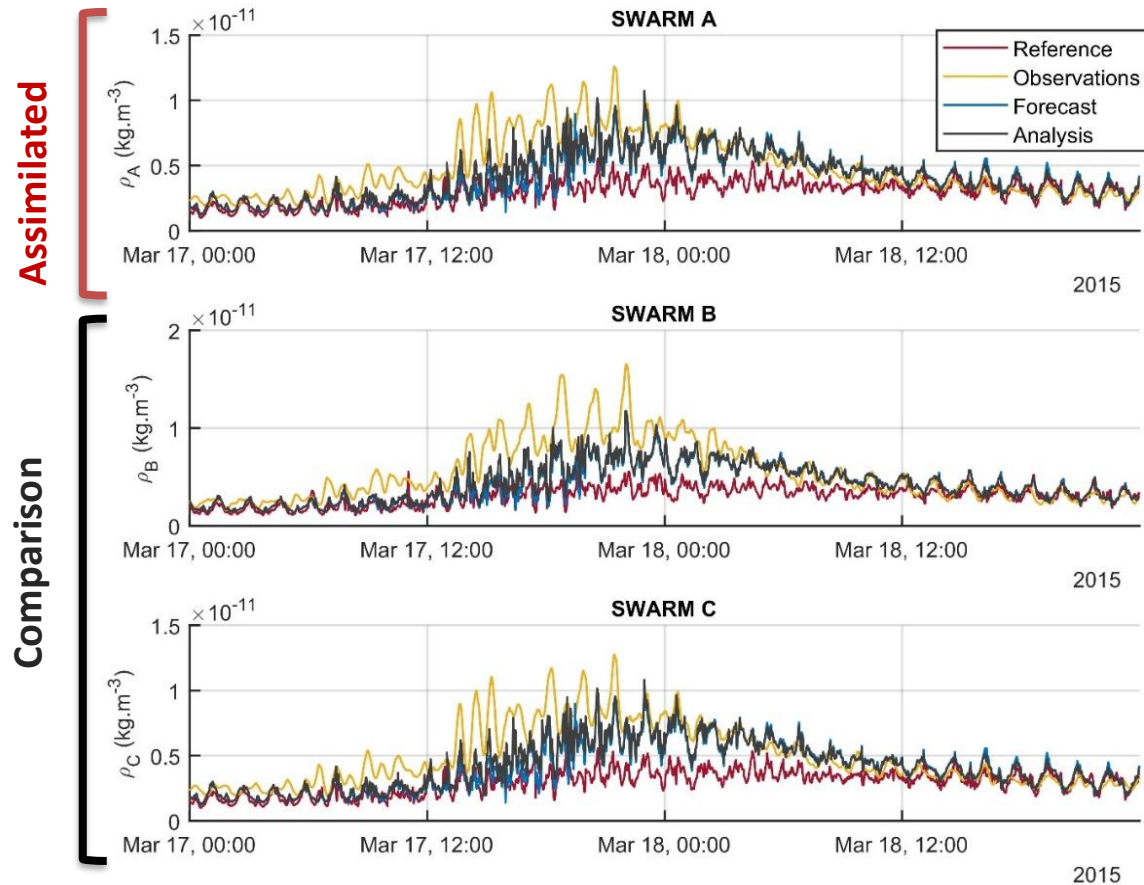 Assimilated
Comparison
SWARM A
×10⁻¹¹
1.5
1
0.5
0
ρ_A (kg.m⁻³)
Reference
Observations
Forecast
Analysis
Mar 17, 00:00
Mar 17, 12:00
Mar 18, 00:00
Mar 18, 12:00
2015
SWARM B
×10⁻¹¹
2
1
0
ρ_B (kg.m⁻³)
Mar 17, 00:00
Mar 17, 12:00
Mar 18, 00:00
Mar 18, 12:00
2015
SWARM C
×10⁻¹¹
1.5
1
0.5
0
ρ_C (kg.m⁻³)
Mar 17, 00:00
Mar 17, 12:00
Mar 18, 00:00
Mar 18, 12:00
2015